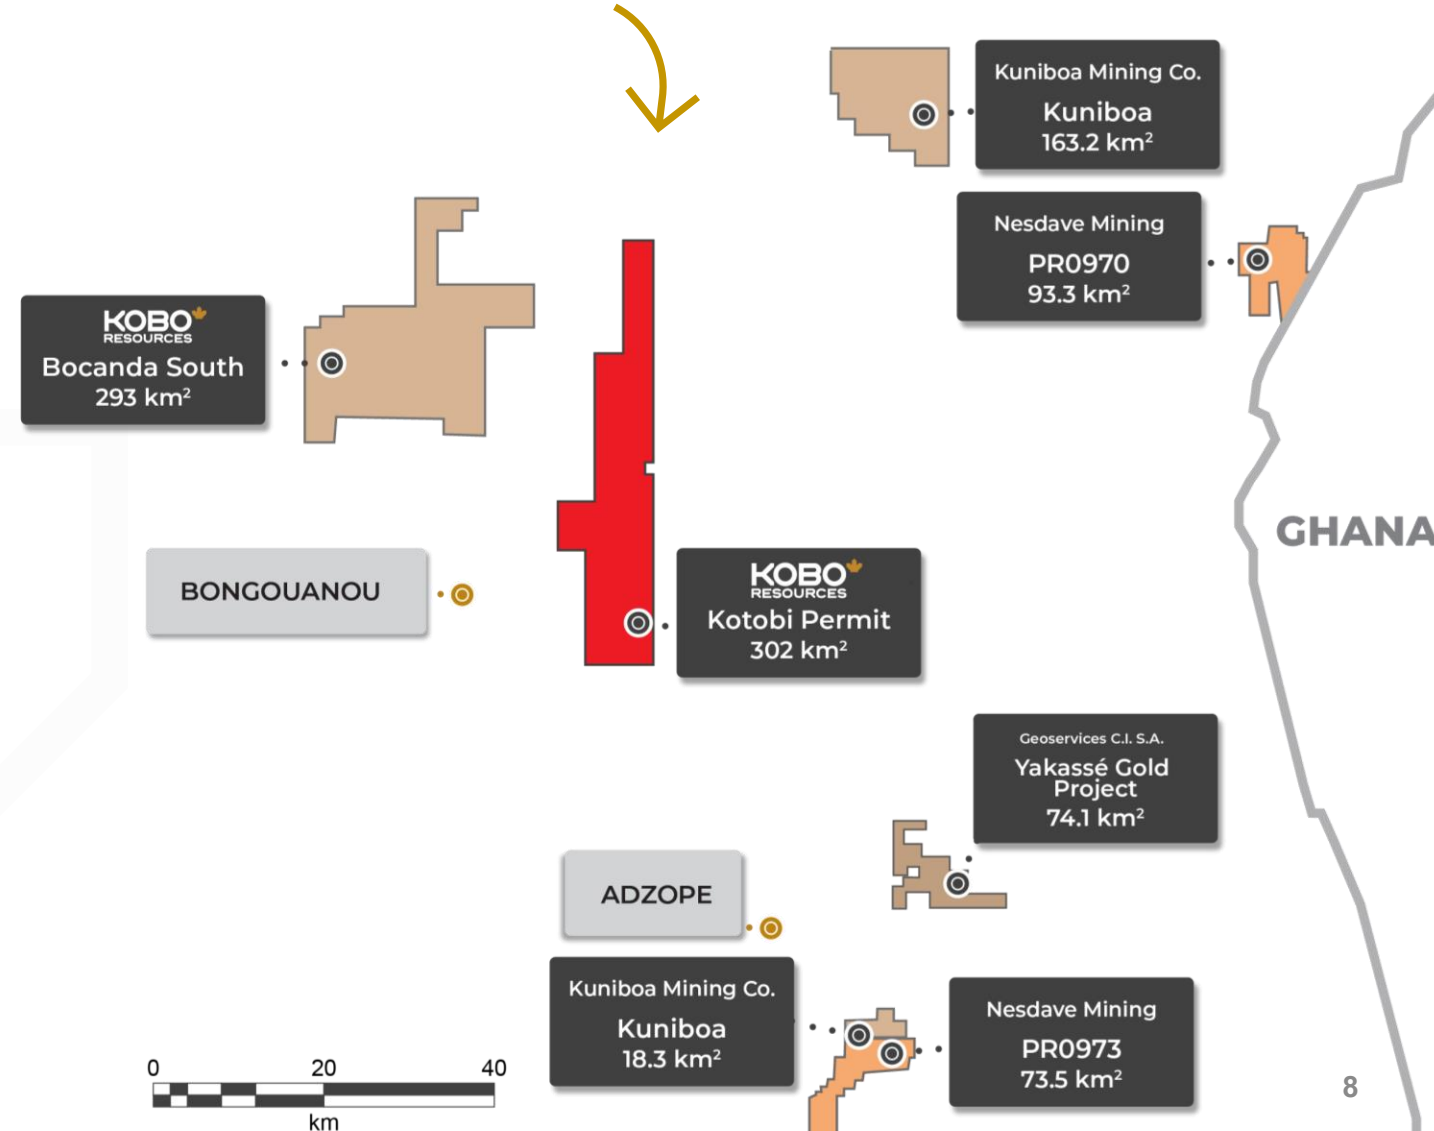 Kuniboa Mining Co.
Kuniboa
163.2 km²
Nesdave Mining
PR0970
93.3 km²
KOBO
RESOURCES
Bocanda South
293 km²
GHANA
BONGOUANOU
KOBO
RESOURCES
Kotobi Permit
302 km²
Geoservices C.I. S.A.
Yakassé Gold
Project
74.1 km²
ADZOPE
Kuniboa Mining Co.
Kuniboa
18.3 km²
Nesdave Mining
PR0973
73.5 km²
0 20 40
km
8